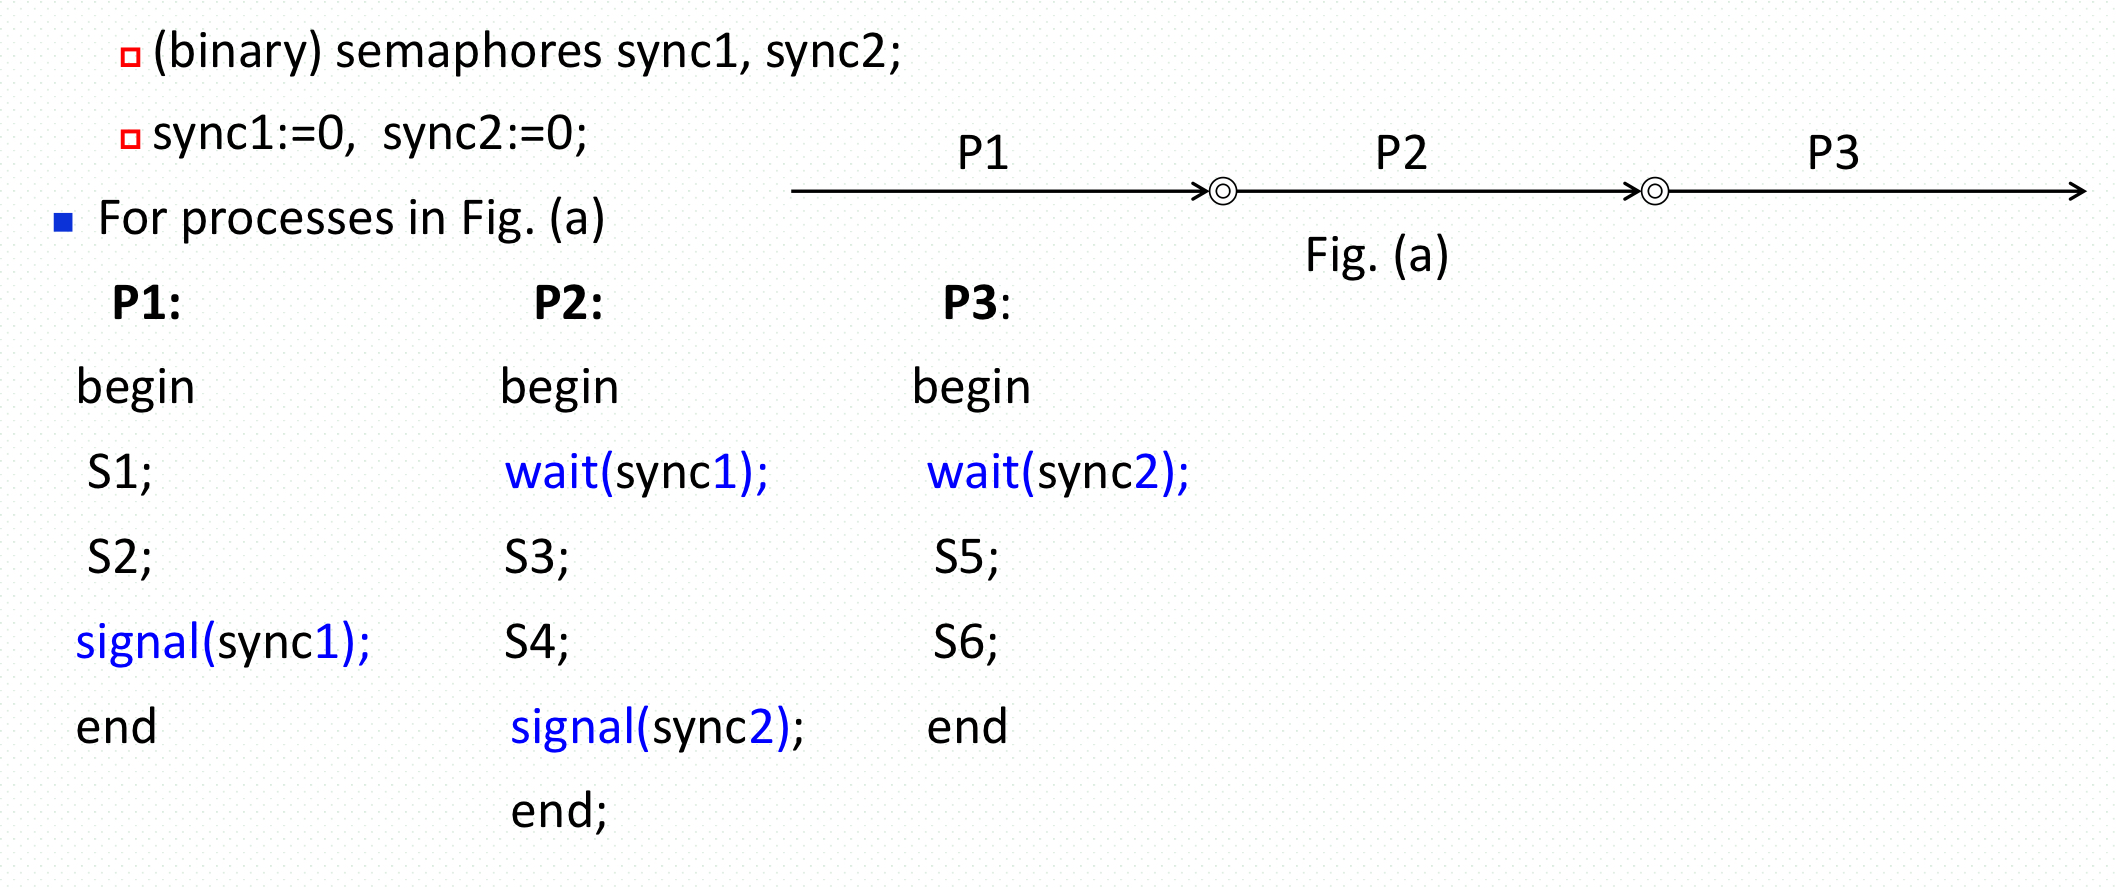 (binary) semaphores sync1, sync2;
sync1:=0, sync2:=0;
P1 P2 P3
For processes in Fig. (a)
Fig. (a)
P1: P2: P3:
begin begin begin
S1; wait(sync1); wait(sync2);
S2; S3; S5;
signal(sync1); S4; S6;
end signal(sync2); end
end;